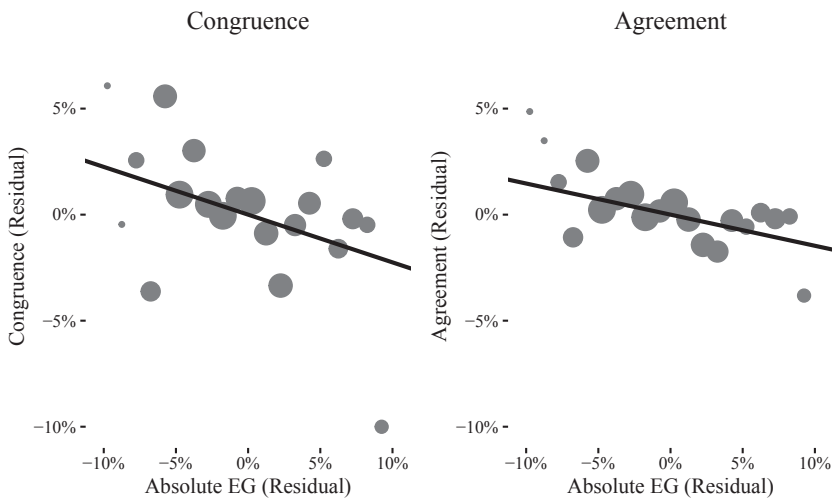 Congruence
Congruence (Residual)
5%
0%
−5%
−10%
−10% −5% 0% 5% 10%
Absolute EG (Residual)
Agreement
Agreement (Residual)
5%
0%
−5%
−10%
−10% −5% 0% 5% 10%
Absolute EG (Residual)